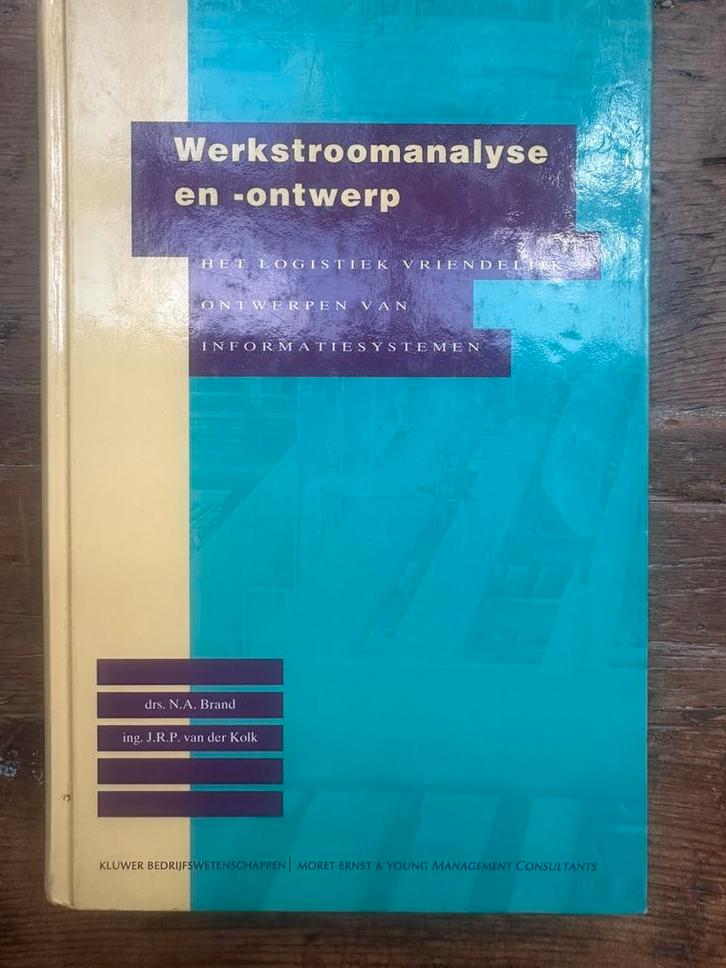 Werkstroomanalyse
en -ontwerp
HET LOGISTIEK VRIENDELIJK
ONTWERPEN VAN
INFORMATIESYSTEMEN
drs. N.A. Brand
ing. J.R.P. van der Kolk
KLUWER BEDRIJFSWETENSCHAPPEN | MORET ERNST & YOUNG MANAGEMENT CONSULTANTS